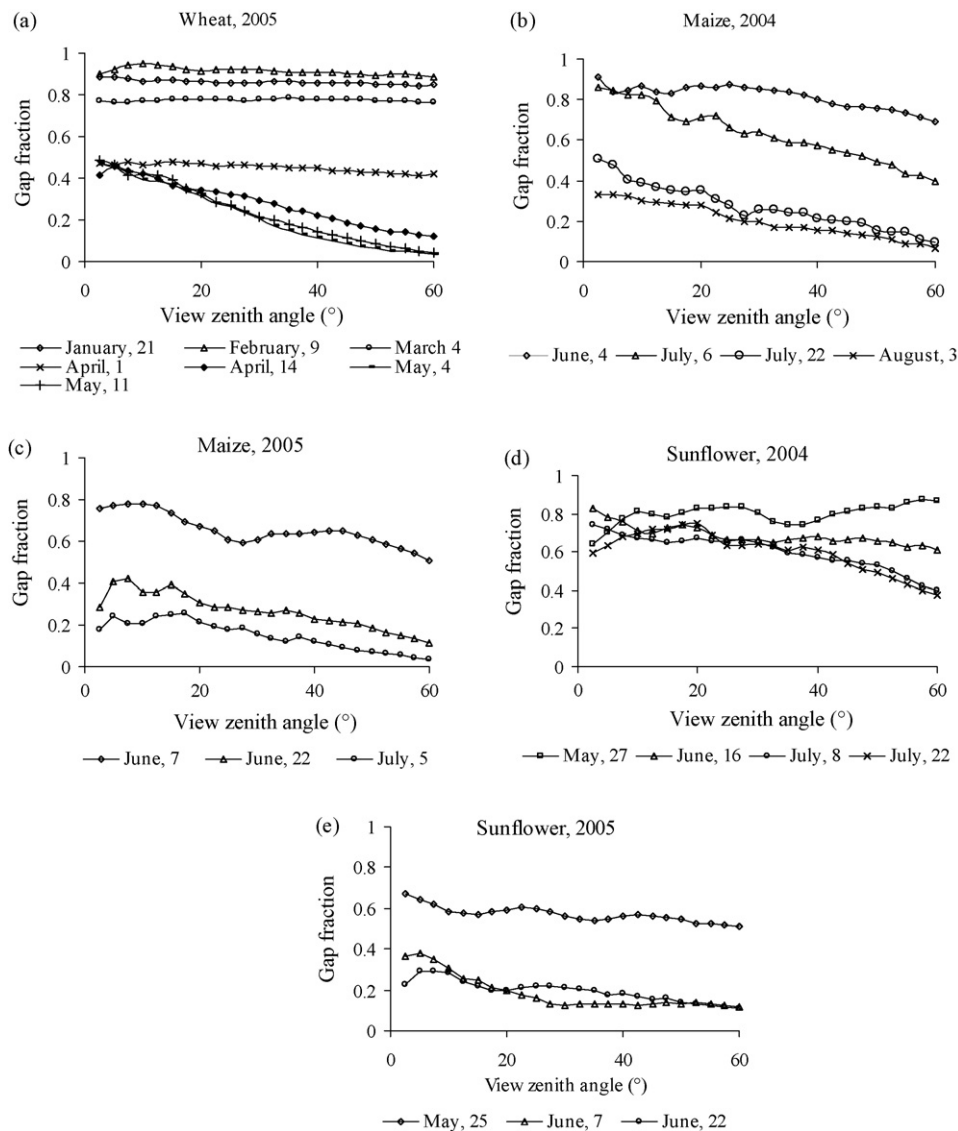 (a)
Wheat, 2005
1
0.8
0.6
0.4
0.2
0
Gap fraction
0 20 40 60
View zenith angle (°)
January, 21 February, 9 March 4
April, 1 April, 14 May, 4
May, 11
(b)
Maize, 2004
1
0.8
0.6
0.4
0.2
0
Gap fraction
0 20 40 60
View zenith angle (°)
June, 4 July, 6 July, 22 August, 3
(c)
Maize, 2005
1
0.8
0.6
0.4
0.2
0
Gap fraction
0 20 40 60
View zenith angle (°)
June, 7 June, 22 July, 5
(d)
Sunflower, 2004
1
0.8
0.6
0.4
0.2
0
Gap fraction
0 10 20 30 40 50 60
View zenith angle (°)
May, 27 June, 16 July, 8 July, 22
(e)
Sunflower, 2005
1
0.8
0.6
0.4
0.2
0
Gap fraction
0 20 40 60
View zenith angle (°)
May, 25 June, 7 June, 22